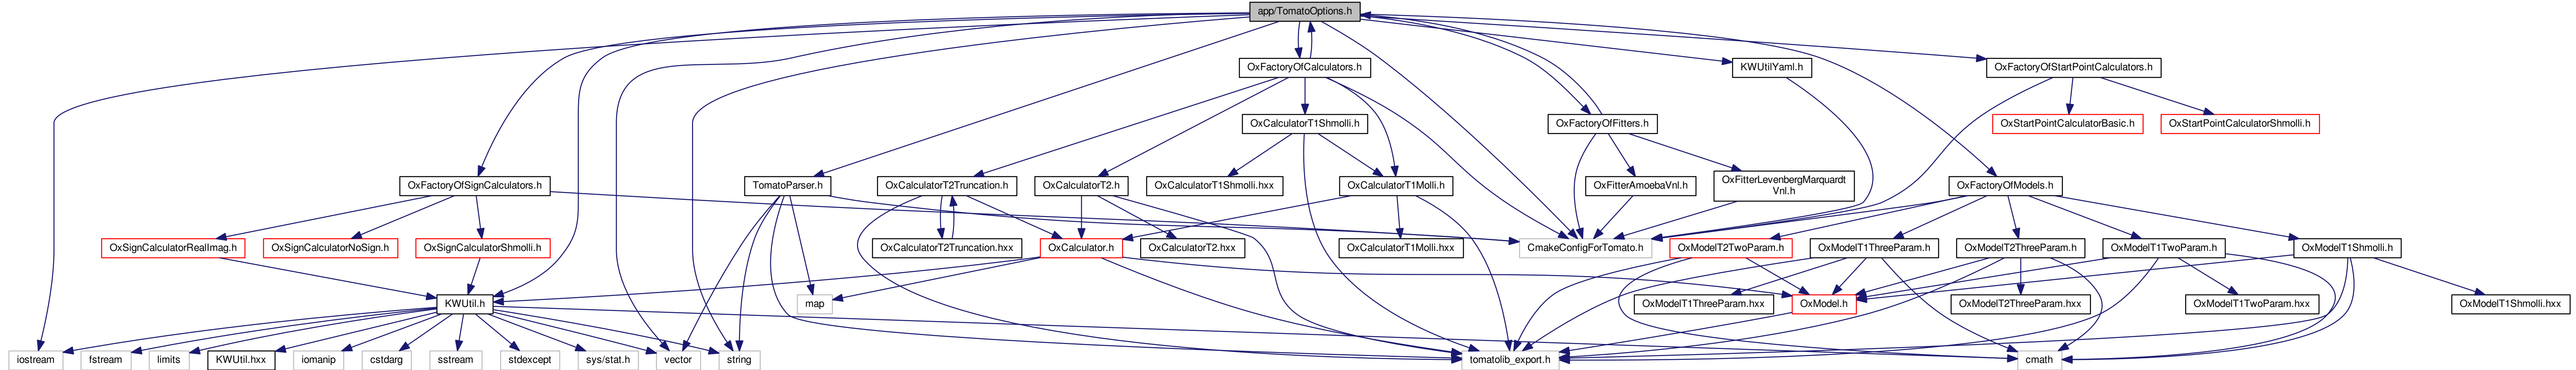 app/TomatoOptions.h
OxFactoryOfCalculators.h
KWUtilYaml.h
OxFactoryOfStartPointCalculators.h
OxCalculatorT1Shmolli.h
OxFactoryOfFitters.h
OxStartPointCalculatorBasic.h
OxStartPointCalculatorShmolli.h
OxFactoryOfSignCalculators.h
TomatoParser.h
OxCalculatorT2Truncation.h
OxCalculatorT2.h
OxCalculatorT1Shmolli.hxx
OxCalculatorT1Molli.h
OxFitterAmoebaVnl.h
OxFitterLevenbergMarquardt
Vnl.h
OxFactoryOfModels.h
OxSignCalculatorRealImag.h
OxSignCalculatorNoSign.h
OxSignCalculatorShmolli.h
OxCalculatorT2Truncation.hxx
OxCalculator.h
OxCalculatorT2.hxx
OxCalculatorT1Molli.hxx
CmakeConfigForTomato.h
OxModelT2TwoParam.h
OxModelT1ThreeParam.h
OxModelT2ThreeParam.h
OxModelT1TwoParam.h
OxModelT1Shmolli.h
KWUtil.h
map
OxModelT1ThreeParam.hxx
OxModel.h
OxModelT2ThreeParam.hxx
OxModelT1TwoParam.hxx
OxModelT1Shmolli.hxx
iostream
fstream
limits
KWUtil.hxx
iomanip
cstdarg
sstream
stdexcept
sys/stat.h
vector
string
tomatolib_export.h
cmath